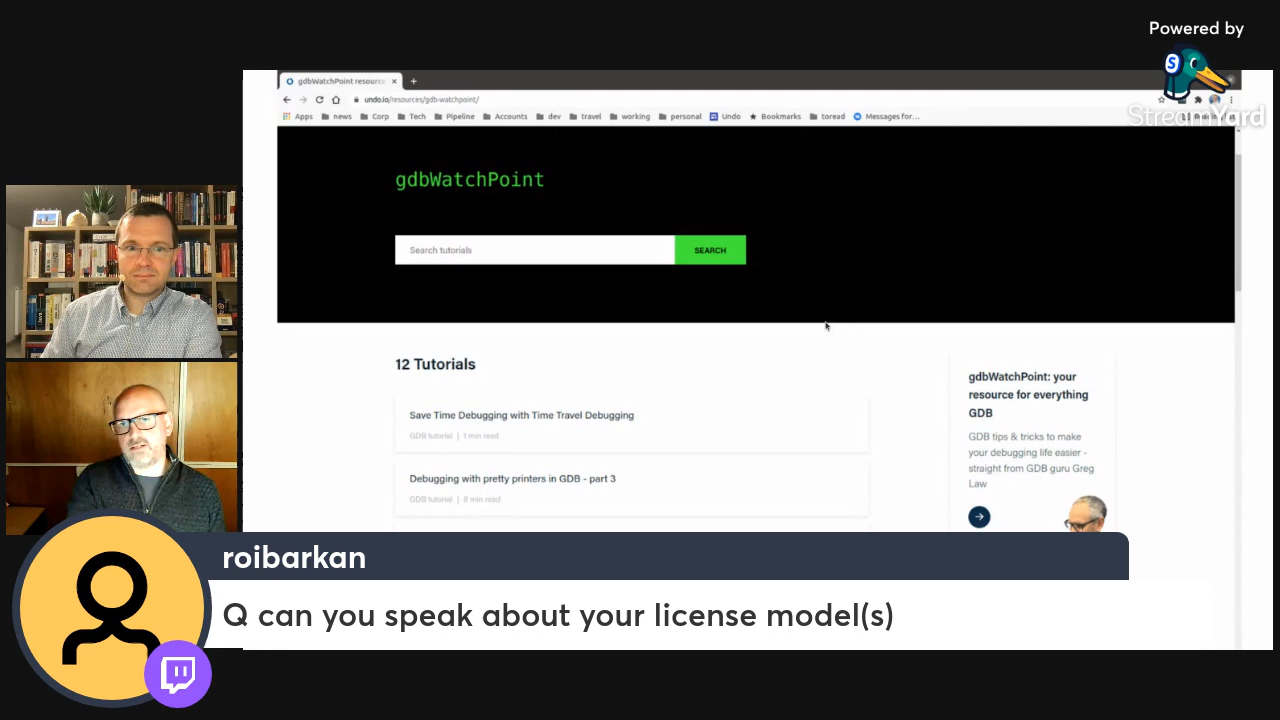 Powered by
StreamYard
gdbWatchPoint resource
undo.io/resources/gdb-watchpoint/
Apps news Corp Tech Pipeline Accounts dev travel working personal Undo Bookmarks toread Messages for...
gdbWatchPoint
Search tutorials
SEARCH
12 Tutorials
Save Time Debugging with Time Travel Debugging
GDB tutorial | 1 min read
Debugging with pretty printers in GDB - part 3
GDB tutorial | 8 min read
gdbWatchPoint: your
resource for everything
GDB
GDB tips & tricks to make
your debugging life easier -
straight from GDB guru Greg
Law
roibarkan
Q can you speak about your license model(s)